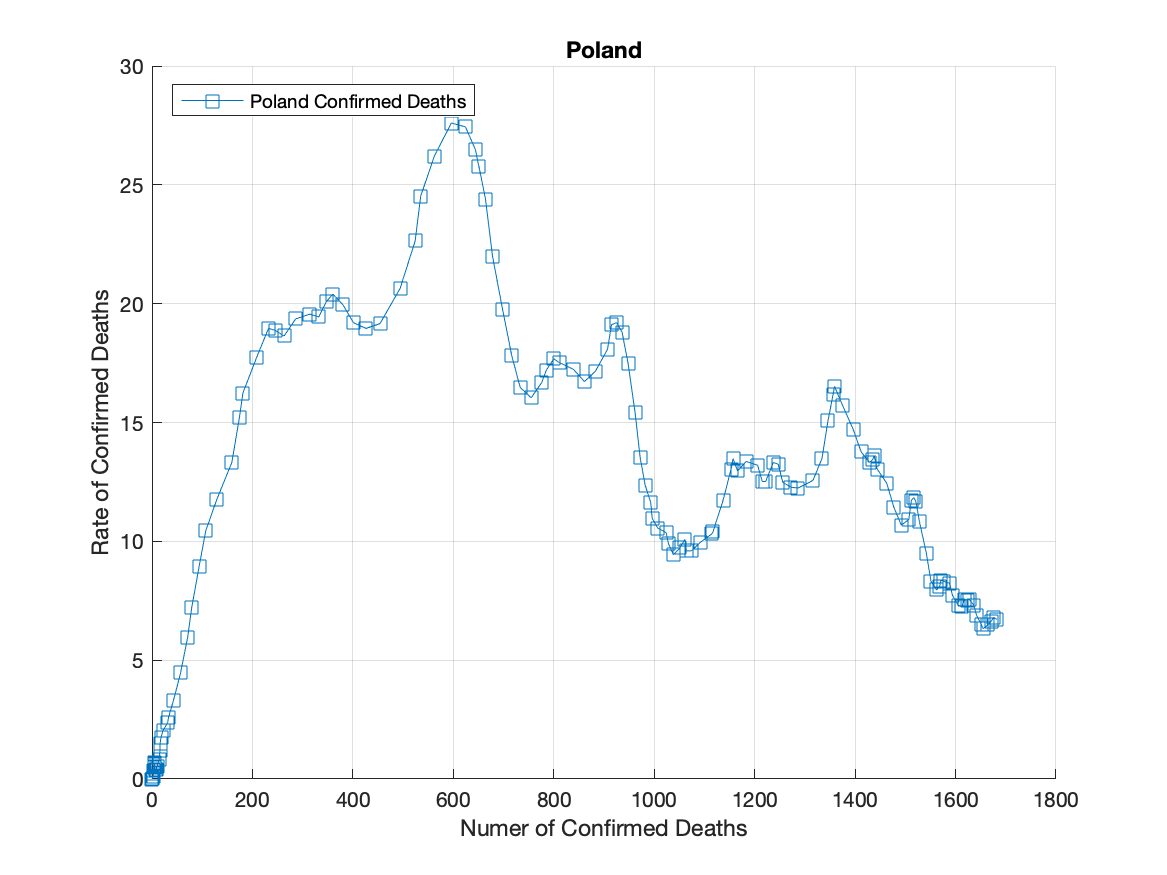 Poland
Poland Confirmed Deaths
30
25
20
15
10
5
0
Rate of Confirmed Deaths
0 200 400 600 800 1000 1200 1400 1600 1800
Numer of Confirmed Deaths